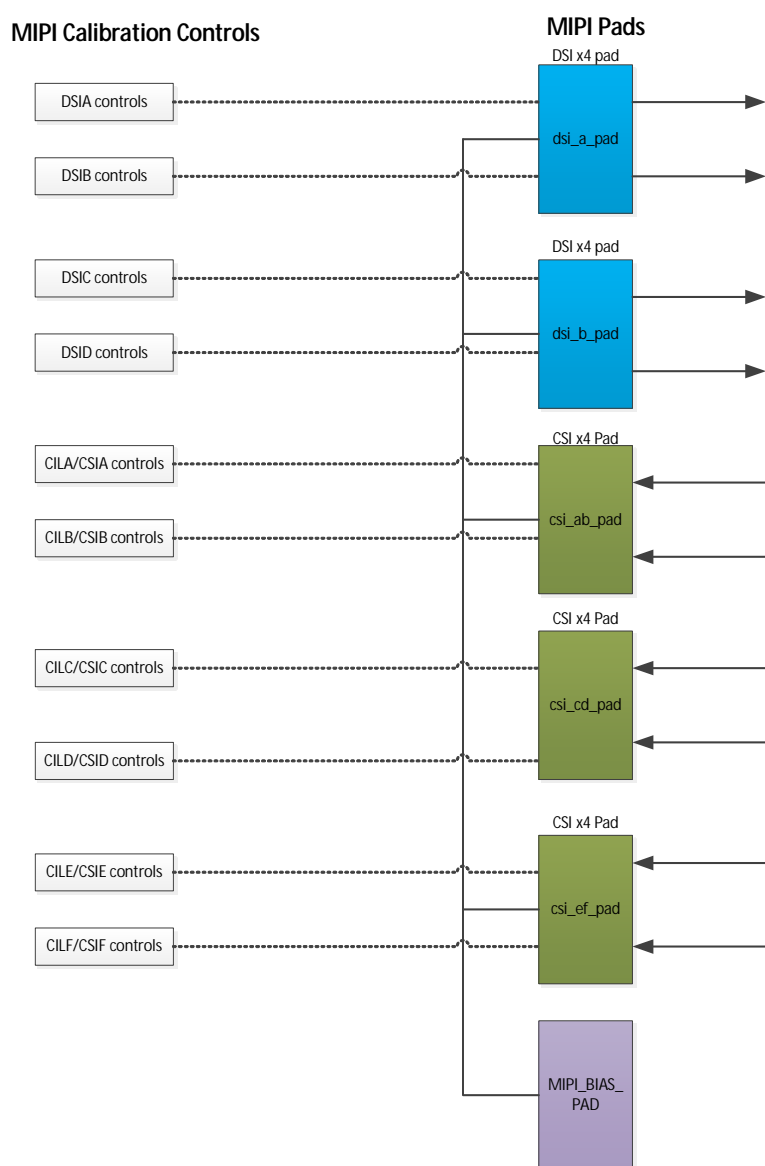 MIPI Calibration Controls
MIPI Pads
DSI x4 pad
DSIA controls
dsi_a_pad
DSIB controls
DSI x4 pad
DSIC controls
dsi_b_pad
DSID controls
CSI x4 Pad
CILA/CSIA controls
csi_ab_pad
CILB/CSIB controls
CSI x4 Pad
CILC/CSIC controls
csi_cd_pad
CILD/CSID controls
CSI x4 Pad
CILE/CSIE controls
csi_ef_pad
CILF/CSIF controls
MIPI_BIAS_
PAD